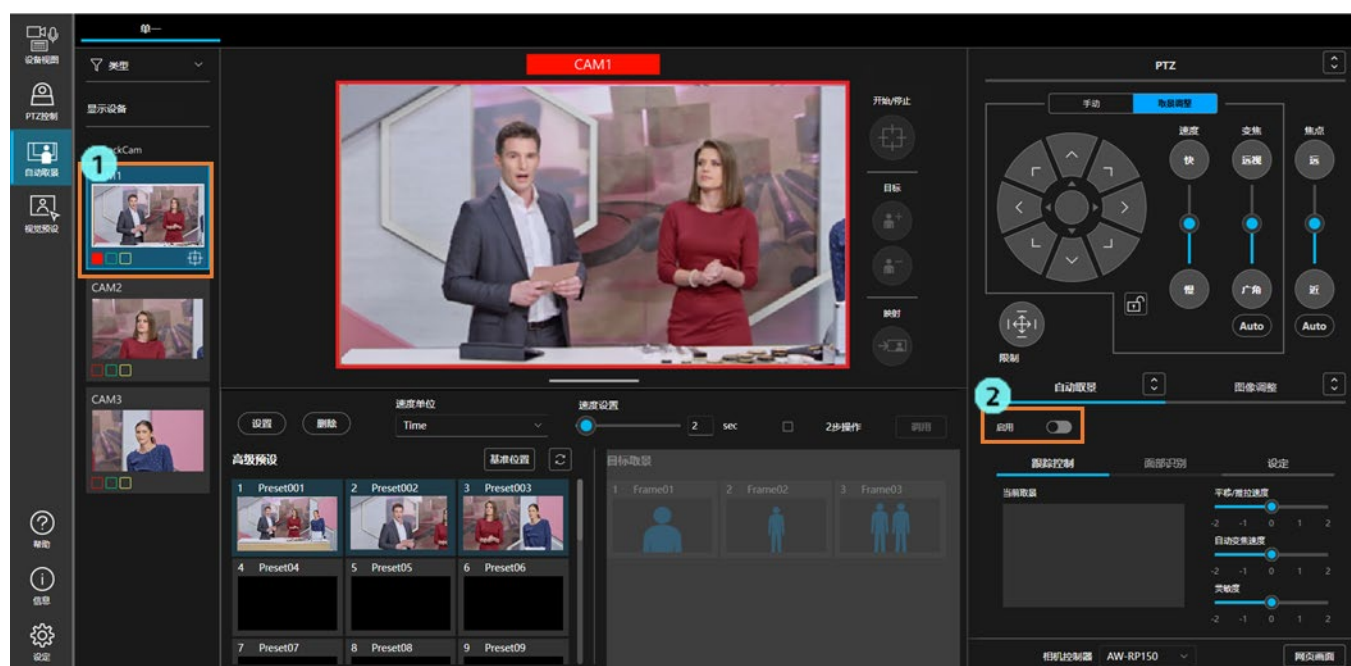 单一
设备视图
PTZ控制
自动取景
视觉预设
帮助
信息
设定
类型
显示设备
ckCam
1
CAM2
CAM3
CAM1
开始/停止
目标
映射
PTZ
手动
取景调整
速度
变焦
焦点
快
远视
远
慢
广角
近
Auto
Auto
限制
2
自动取景
图像调整
启用
跟踪控制
面部识别
设定
当前取景
平移/推拉速度
-2 -1 0 1 2
自动变焦速度
-2 -1 0 1 2
灵敏度
-2 -1 0 1 2
相机控制器
AW-RP150
网页画面
设置
删除
速度单位
Time
速度设置
2 sec
2步操作
调用
高级预设
基准位置
1 Preset001
2 Preset002
3 Preset003
4 Preset04
5 Preset05
6 Preset06
7 Preset07
8 Preset08
9 Preset09
目标取景
1 Frame01
2 Frame02
3 Frame03